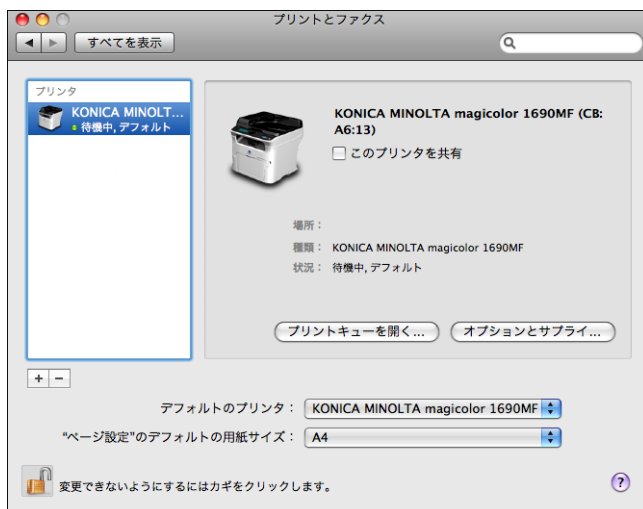 プリントとファクス
すべてを表示
プリンタ
KONICA MINOLT...
待機中, デフォルト
KONICA MINOLTA magicolor 1690MF (CB:
A6:13)
このプリンタを共有
場所：
種類： KONICA MINOLTA magicolor 1690MF
状況： 待機中, デフォルト
プリントキューを開く...
オプションとサプライ...
+ −
デフォルトのプリンタ： KONICA MINOLTA magicolor 1690MF
“ページ設定”のデフォルトの用紙サイズ： A4
変更できないようにするにはカギをクリックします。
?